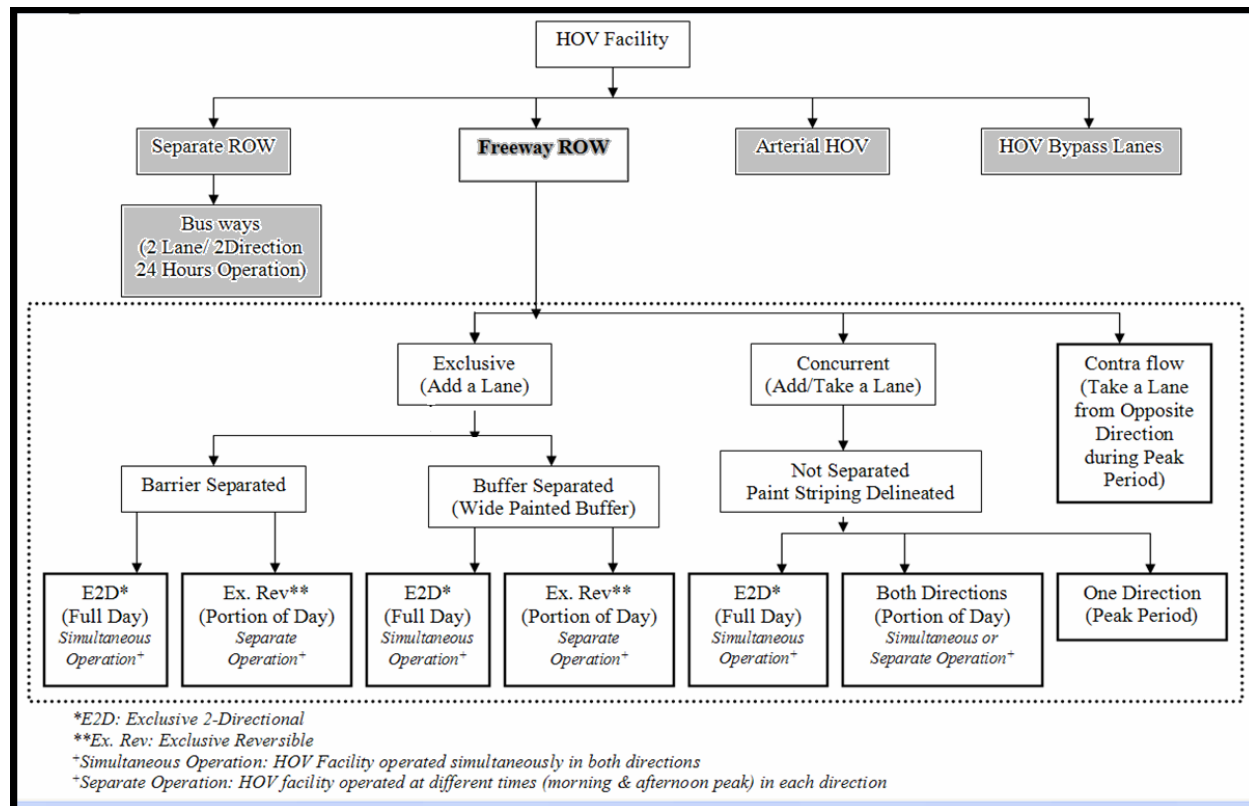 HOV Facility
Separate ROW
Freeway ROW
Arterial HOV
HOV Bypass Lanes
Bus ways
(2 Lane/ 2Direction
24 Hours Operation)
Exclusive
(Add a Lane)
Concurrent
(Add/Take a Lane)
Contra flow
(Take a Lane
from Opposite
Direction
during Peak
Period)
Barrier Separated
Buffer Separated
(Wide Painted Buffer)
Not Separated
Paint Striping Delineated
E2D*
(Full Day)
Simultaneous
Operation+
Ex. Rev**
(Portion of Day)
Separate
Operation+
E2D*
(Full Day)
Simultaneous
Operation+
Ex. Rev**
(Portion of Day)
Separate
Operation+
E2D*
(Full Day)
Simultaneous
Operation+
Both Directions
(Portion of Day)
Simultaneous or
Separate Operation+
One Direction
(Peak Period)
*E2D: Exclusive 2-Directional
**Ex. Rev: Exclusive Reversible
+Simultaneous Operation: HOV Facility operated simultaneously in both directions
+Separate Operation: HOV facility operated at different times (morning & afternoon peak) in each direction